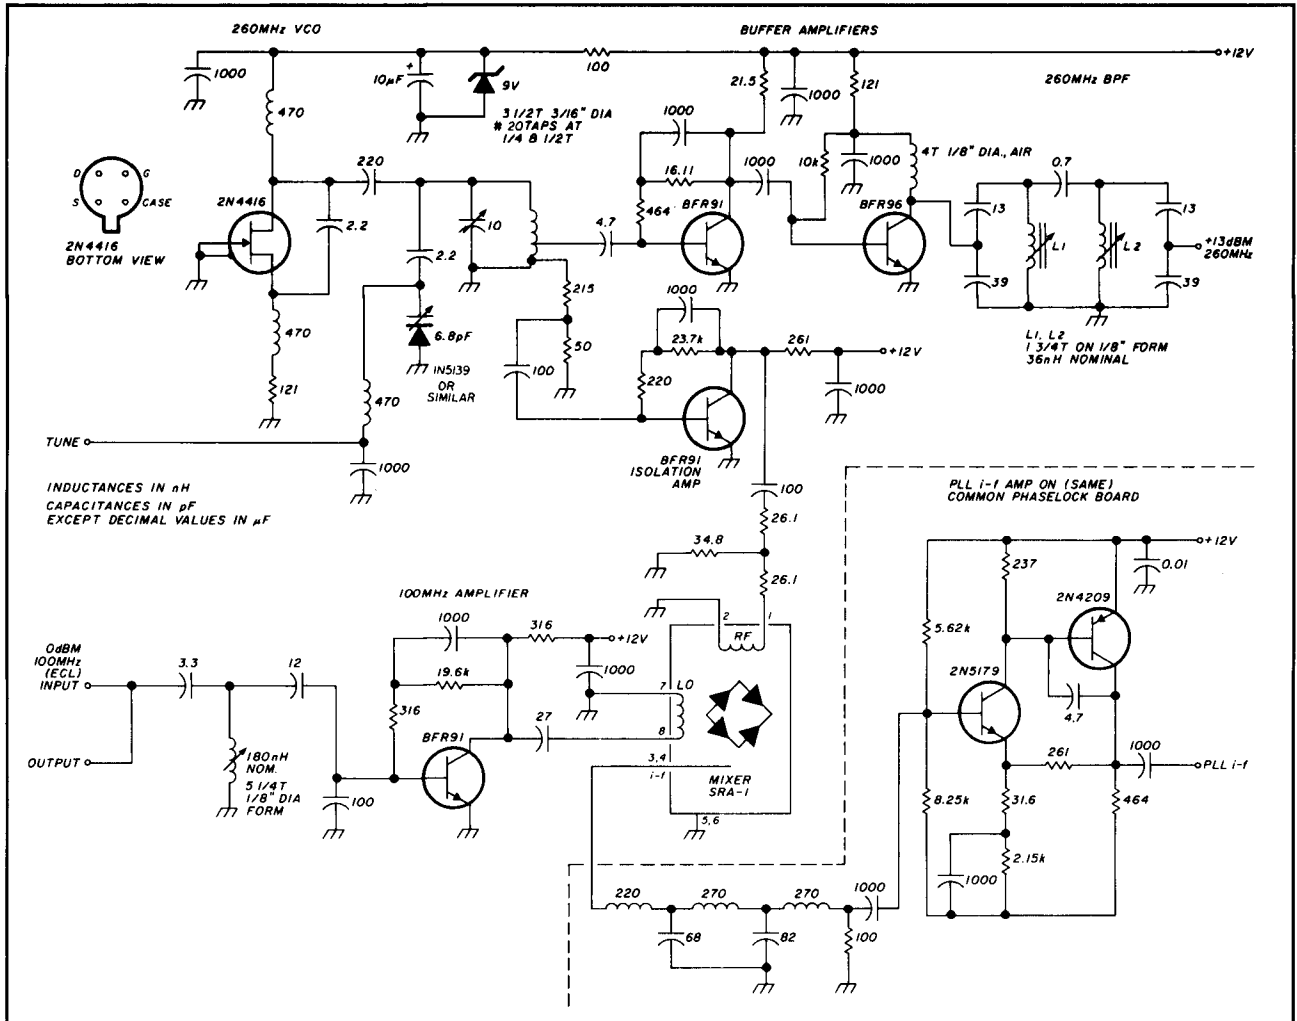 260MHz VCO
BUFFER AMPLIFIERS
1000
470
+
10µF
9V
100
+12V
3 1/2T 3/16" DIA
# 20TAPS AT
1/4 & 1/2T
21.5
1000
121
260MHz BPF
1000
16.11
464
BFR91
1000
10k
1000
4T 1/8" DIA., AIR
BFR96
0.7
13
L1
L2
13
39
39
+13dBM
260MHz
L1, L2
1 3/4T ON 1/8" FORM
36nH NOMINAL
D
G
S
CASE
2N4416
BOTTOM VIEW
2N4416
220
2.2
2.2
10
4.7
470
121
6.8pF
1N5139
OR
SIMILAR
470
215
50
100
1000
23.7k
220
261
+12V
1000
BFR91
ISOLATION
AMP
TUNE
1000
INDUCTANCES IN nH
CAPACITANCES IN pF
EXCEPT DECIMAL VALUES IN µF
100
26.1
34.8
26.1
PLL i-f AMP ON (SAME)
COMMON PHASELOCK BOARD
+12V
0.01
237
2N4209
5.62k
2N5179
4.7
261
1000
PLL i-f
8.25k
31.6
464
2.15k
1000
100MHz AMPLIFIER
0dBM
100MHz
(ECL)
INPUT
OUTPUT
3.3
12
180nH
NOM.
5 1/4T
1/8" DIA
FORM
100
1000
19.6k
316
316
+12V
1000
BFR91
27
2
1
RF
7
LO
8
3,4
i-f
MIXER
SRA-1
5,6
220
270
270
1000
68
82
100